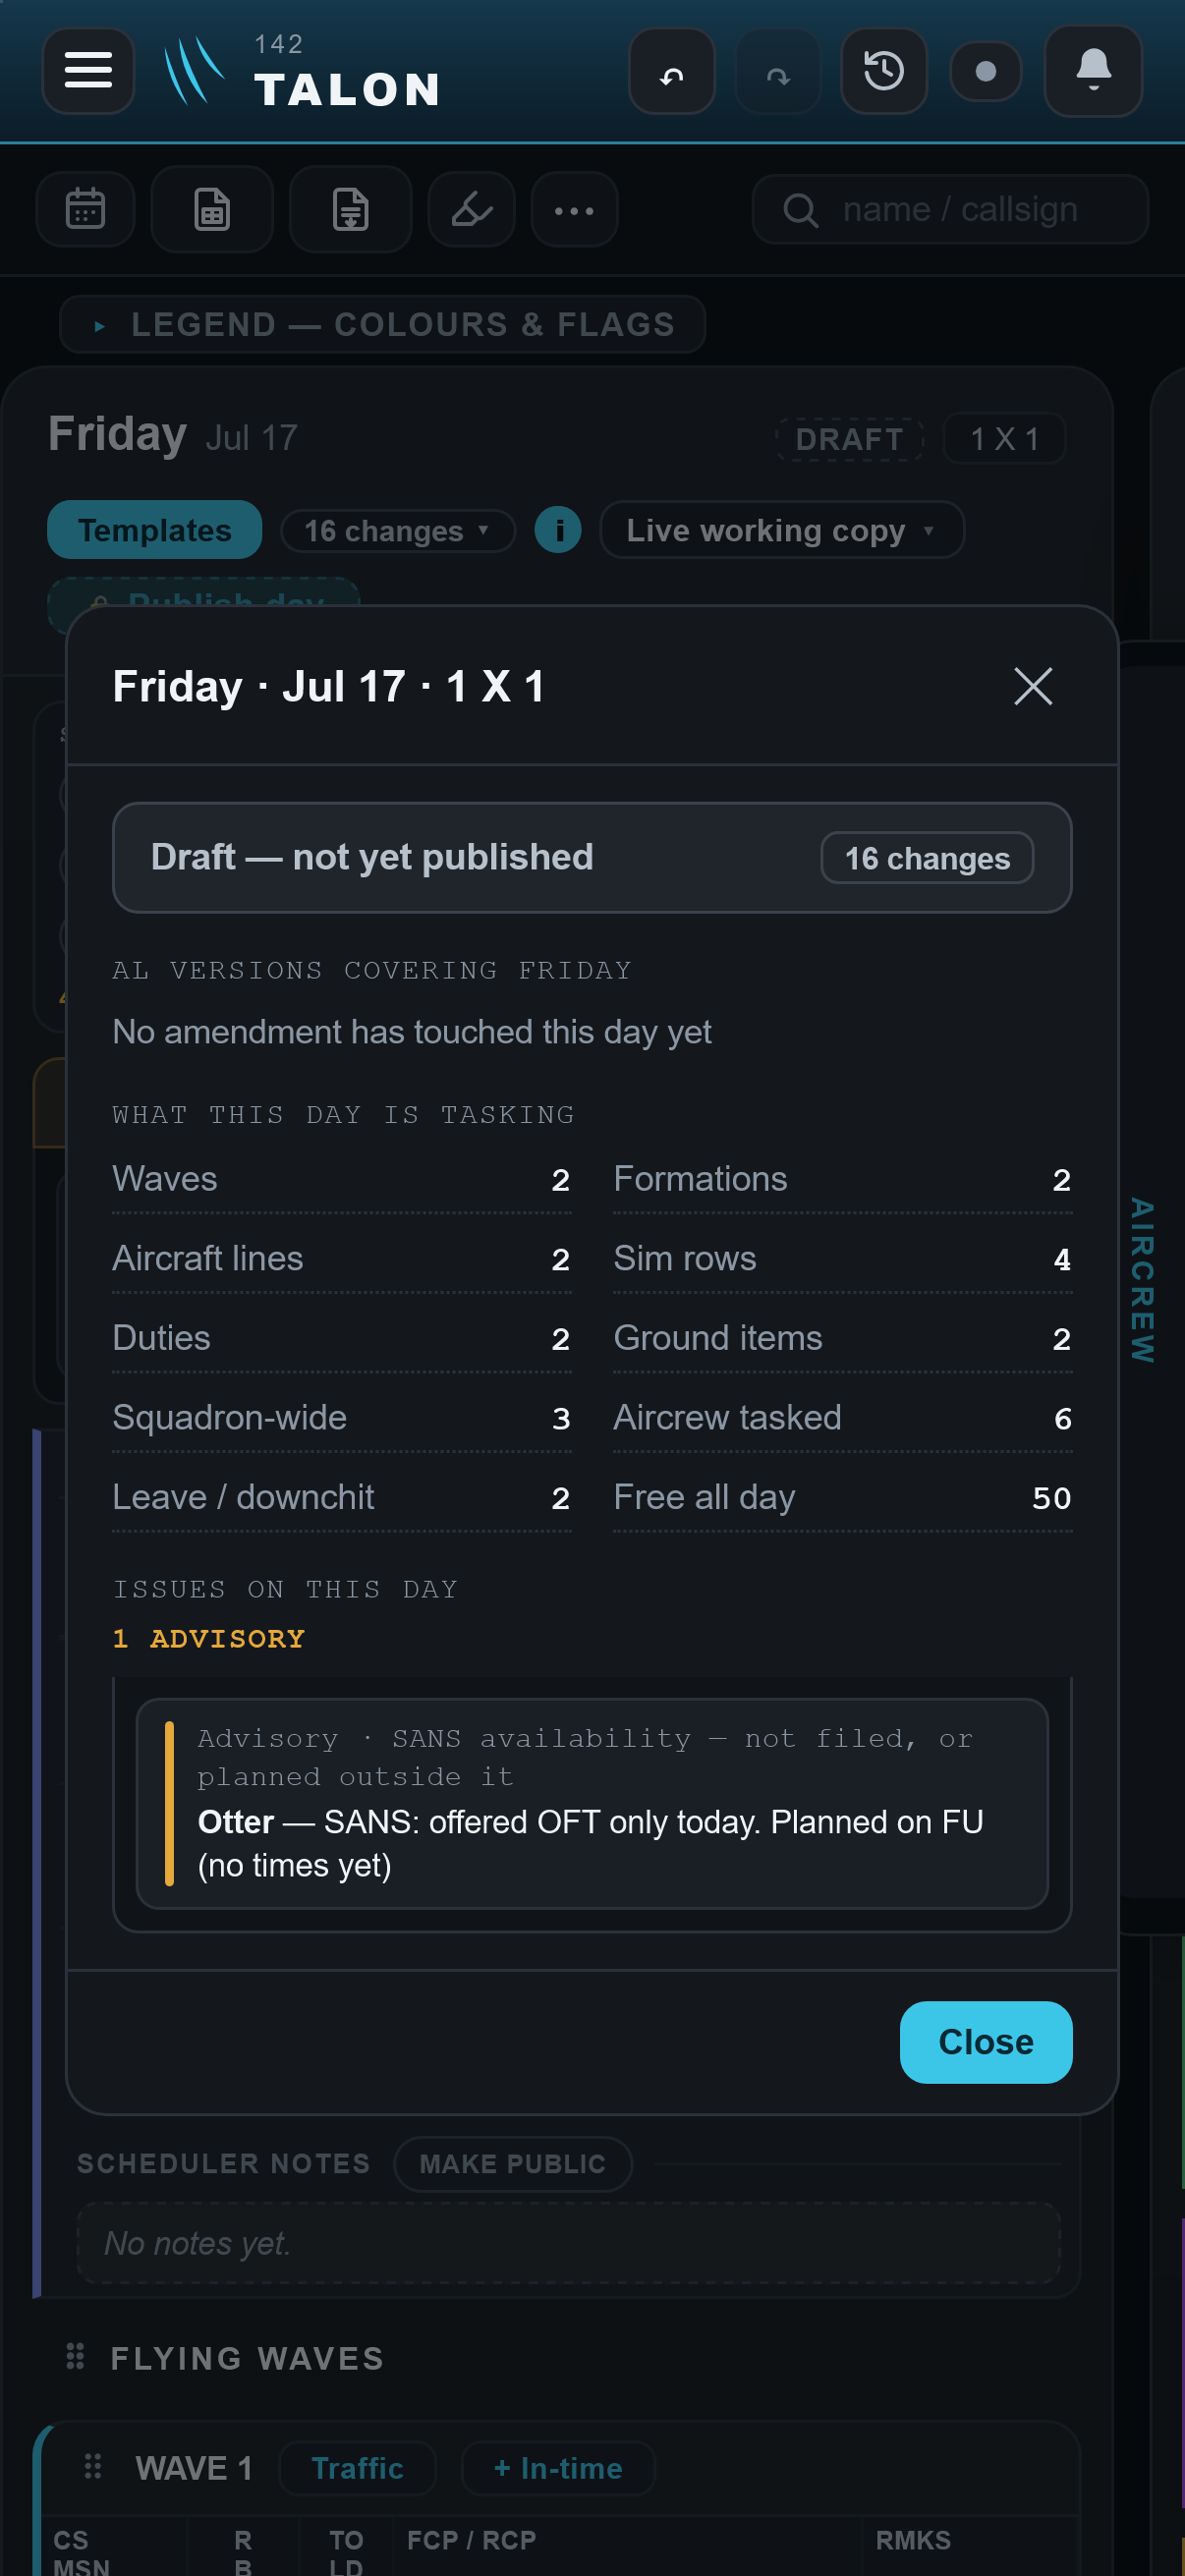 142
TALON
name / callsign
▸ LEGEND — COLOURS & FLAGS
Friday Jul 17 DRAFT 1 X 1
Templates 16 changes ▾ i Live working copy ▾
Publish day
Friday · Jul 17 · 1 X 1
Draft — not yet published 16 changes
AL VERSIONS COVERING FRIDAY
No amendment has touched this day yet
WHAT THIS DAY IS TASKING
Waves 2 Formations 2
Aircraft lines 2 Sim rows 4
Duties 2 Ground items 2
Squadron-wide 3 Aircrew tasked 6
Leave / downchit 2 Free all day 50
AIRCREW
ISSUES ON THIS DAY
1 ADVISORY
Advisory · SANS availability — not filed, or
planned outside it
Otter — SANS: offered OFT only today. Planned on FU
(no times yet)
Close
SCHEDULER NOTES MAKE PUBLIC
No notes yet.
FLYING WAVES
WAVE 1 Traffic + In-time
CS R TO FCP / RCP RMKS
MSN B LD